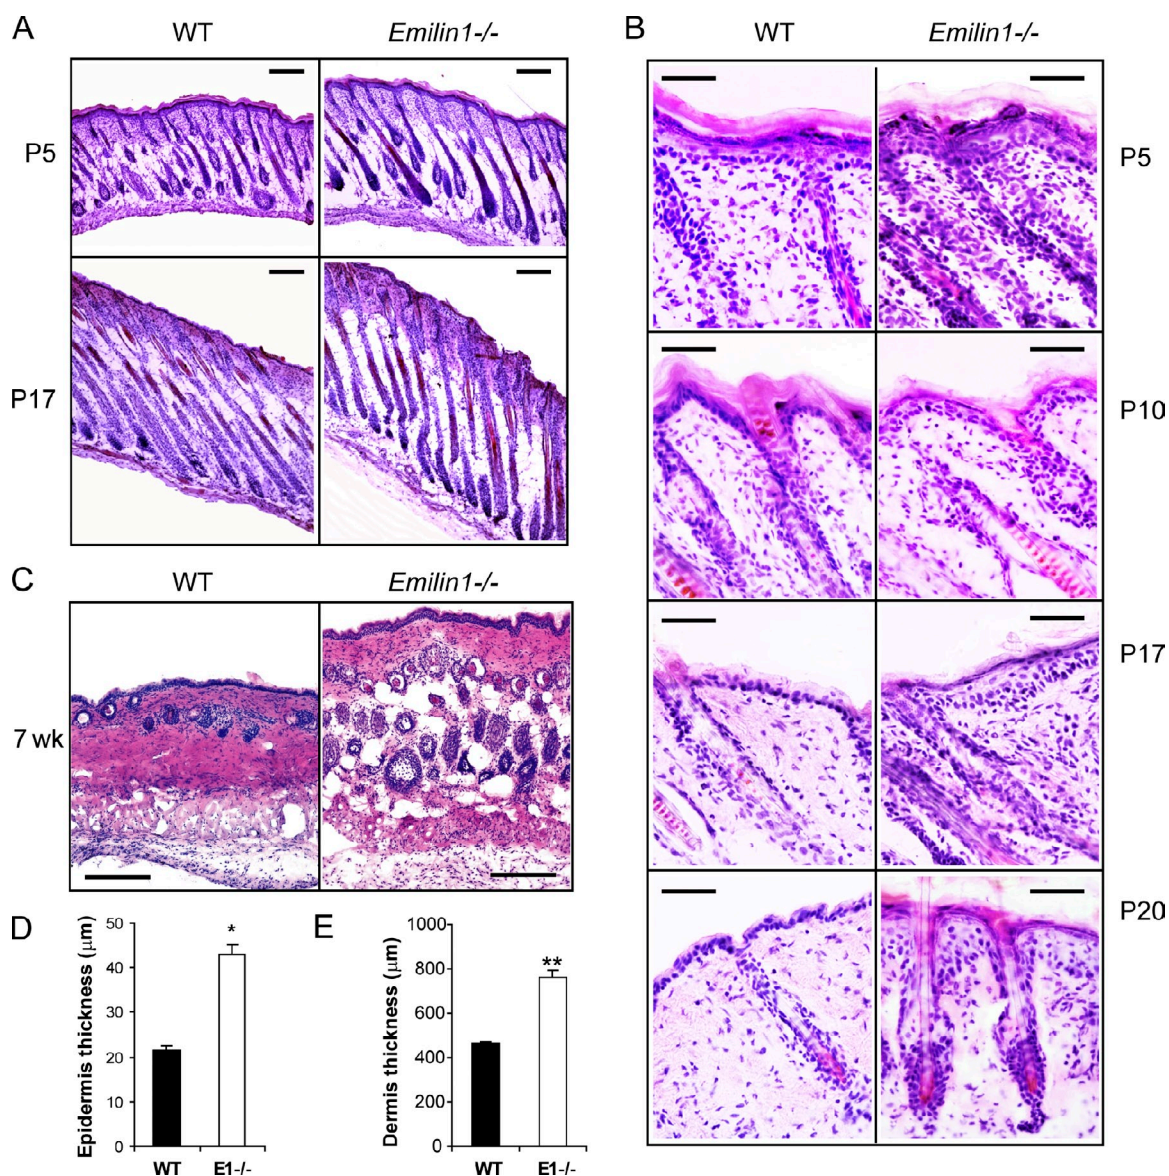 A
WT
Emilin1-/-
P5
P17
B
WT
Emilin1-/-
P5
P10
P17
P20
C
WT
Emilin1-/-
7 wk
D
Epidermis thickness (μm)
50
40
30
20
10
0
*
WT
E1-/-
E
Dermis thickness (μm)
1000
800
600
400
200
0
**
WT
E1-/-